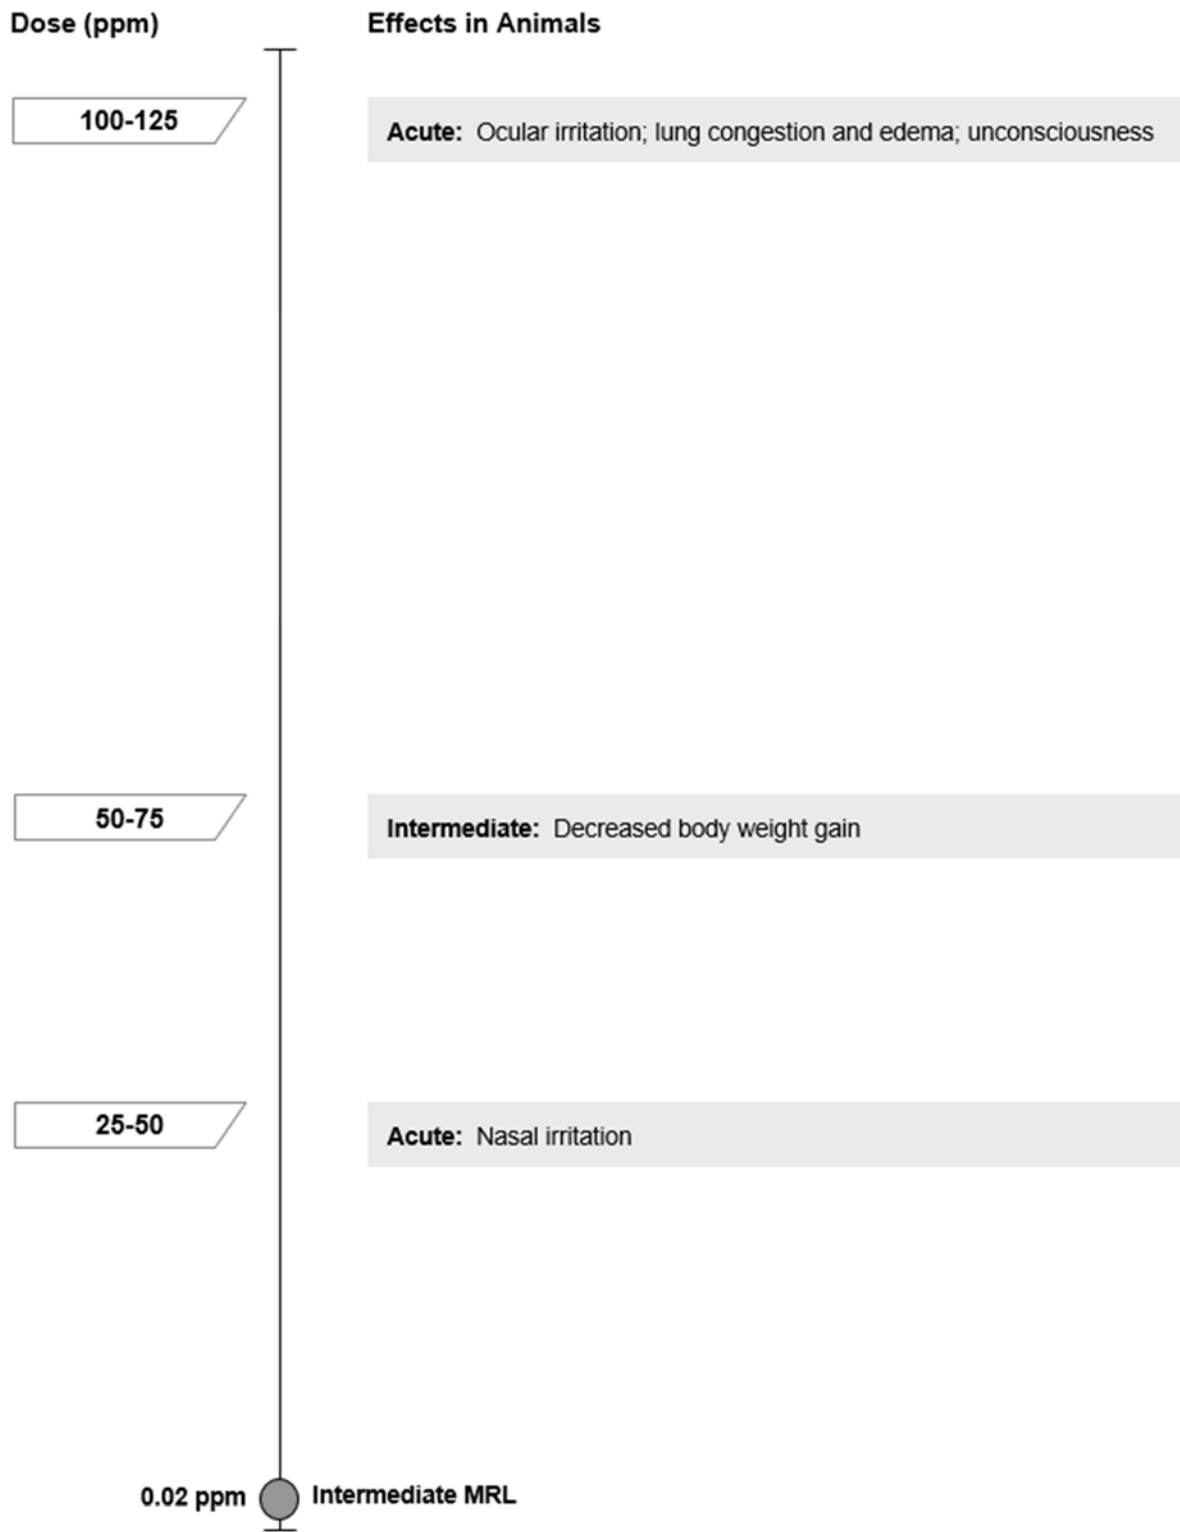 Dose (ppm) Effects in Animals
100-125 Acute: Ocular irritation; lung congestion and edema; unconsciousness
50-75 Intermediate: Decreased body weight gain
25-50 Acute: Nasal irritation
0.02 ppm Intermediate MRL